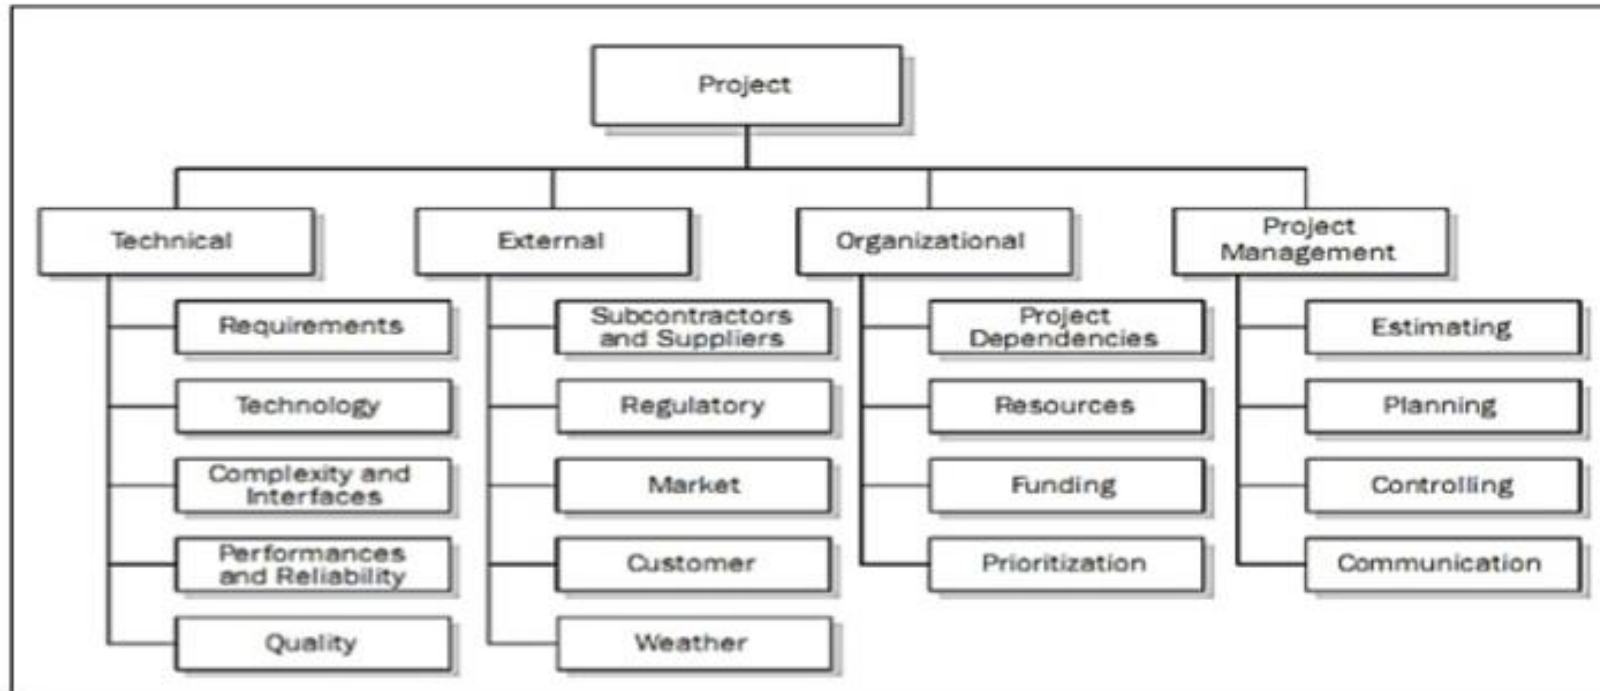 Project
Technical
External
Organizational
Project
Management
Requirements
Technology
Complexity and
Interfaces
Performances
and Reliability
Quality
Subcontractors
and Suppliers
Regulatory
Market
Customer
Weather
Project
Dependencies
Resources
Funding
Prioritization
Estimating
Planning
Controlling
Communication